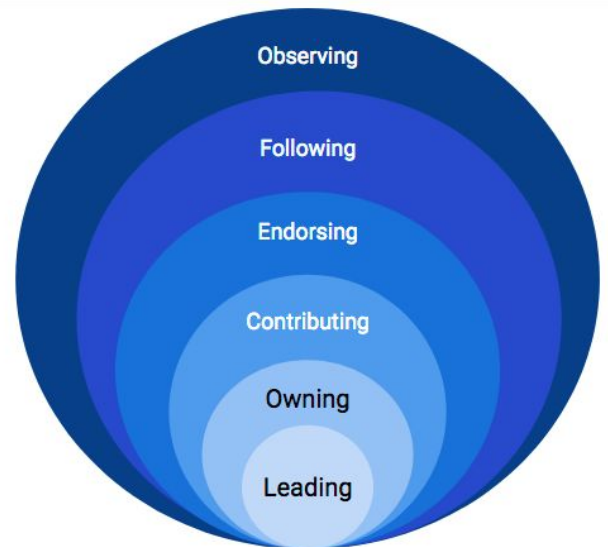 Observing
Following
Endorsing
Contributing
Owning
Leading